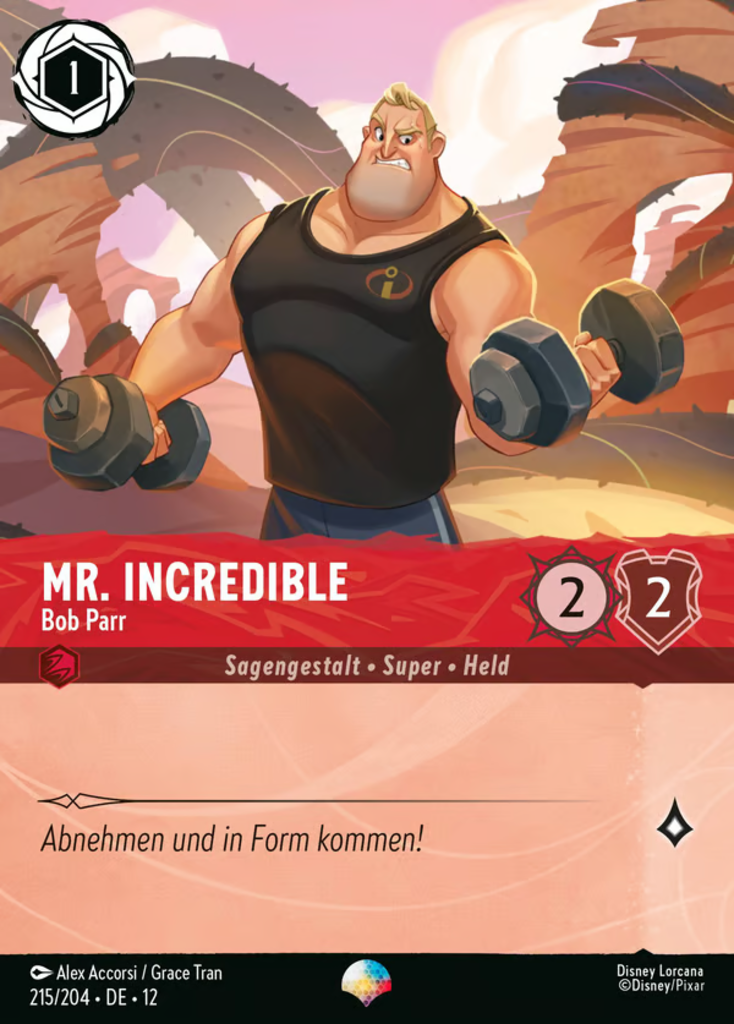 1
MR. INCREDIBLE
Bob Parr
2
2
Sagengestalt • Super • Held
Abnehmen und in Form kommen!
Alex Accorsi / Grace Tran
215/204 • DE • 12
Disney Lorcana
©Disney/Pixar